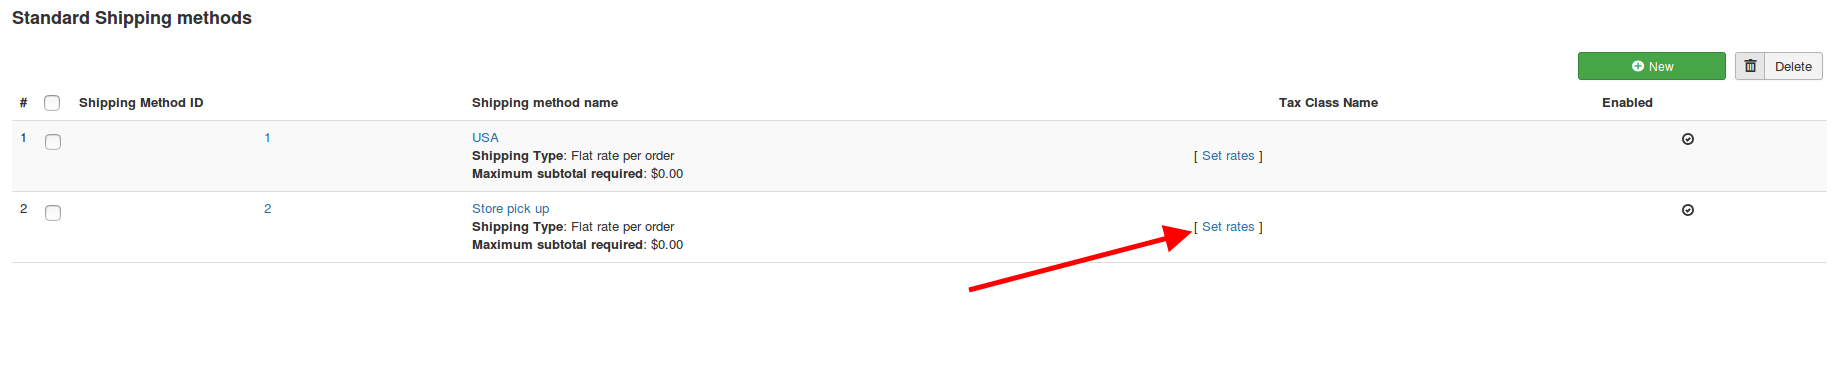 Standard Shipping methods
New
Delete
# Shipping Method ID Shipping method name Tax Class Name Enabled
1 1 USA
Shipping Type: Flat rate per order [ Set rates ]
Maximum subtotal required: $0.00
2 2 Store pick up
Shipping Type: Flat rate per order [ Set rates ]
Maximum subtotal required: $0.00